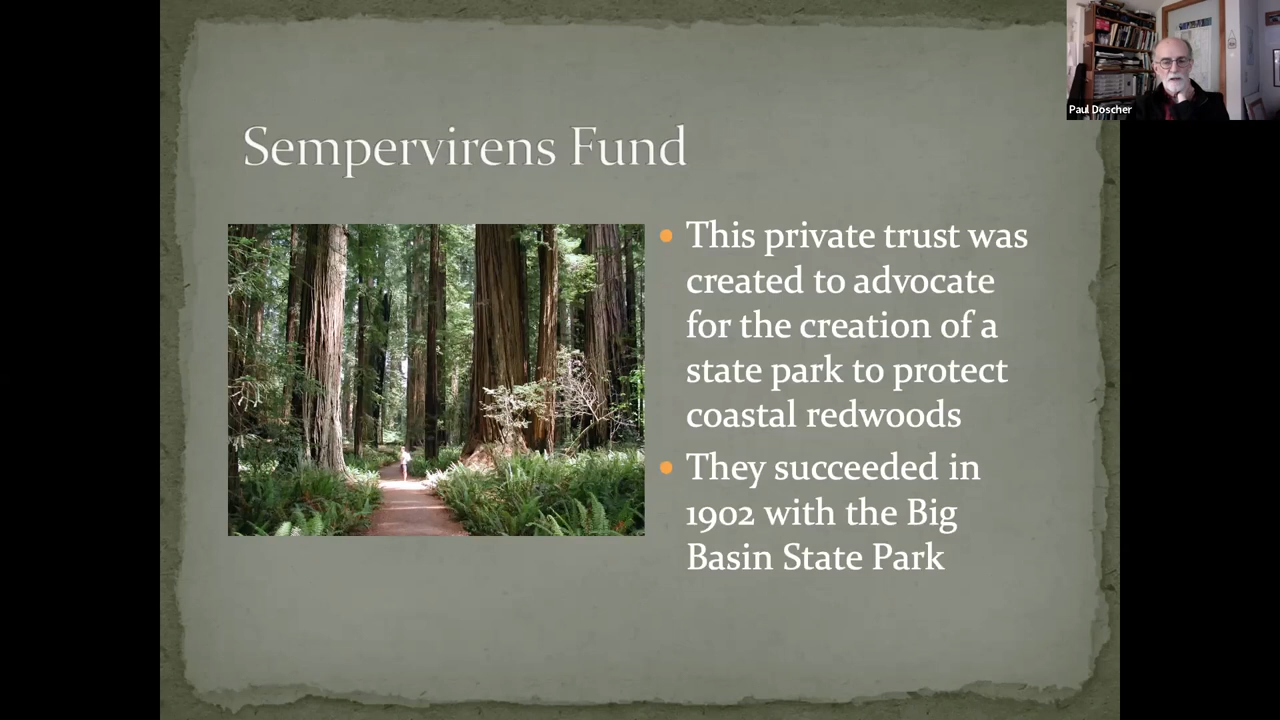 Sempervirens Fund
This private trust was
created to advocate
for the creation of a
state park to protect
coastal redwoods
They succeeded in
1902 with the Big
Basin State Park
Paul Doscher